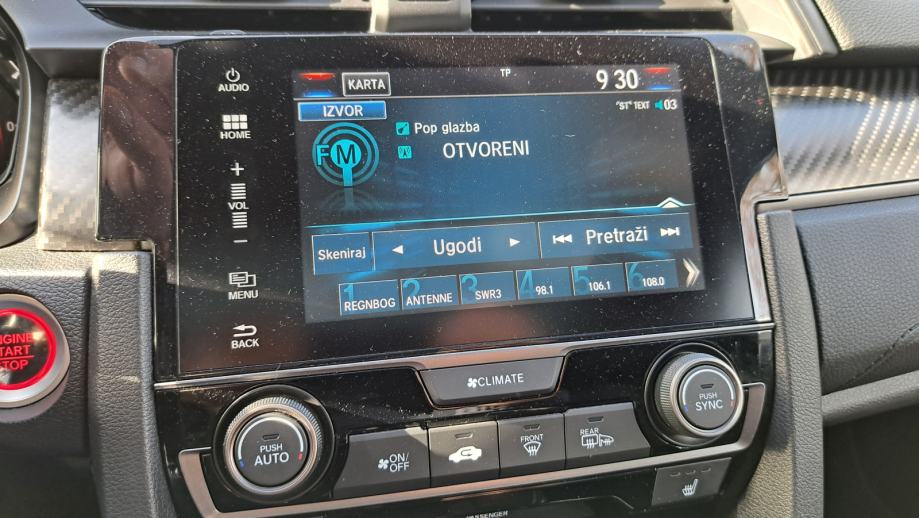 AUDIO
KARTA
TP
9 30
IZVOR
"ST" TEXT 03
HOME
Pop glazba
FM
OTVORENI
+
VOL
−
Skeniraj
Ugodi
Pretraži
MENU
1 REGNBOG
2 ANTENNE
3 SWR3
4 98.1
5 106.1
6 108.0
BACK
ENGINE
START
STOP
CLIMATE
PUSH
AUTO
ON/
OFF
FRONT
REAR
PUSH
SYNC
PASSENGER
0